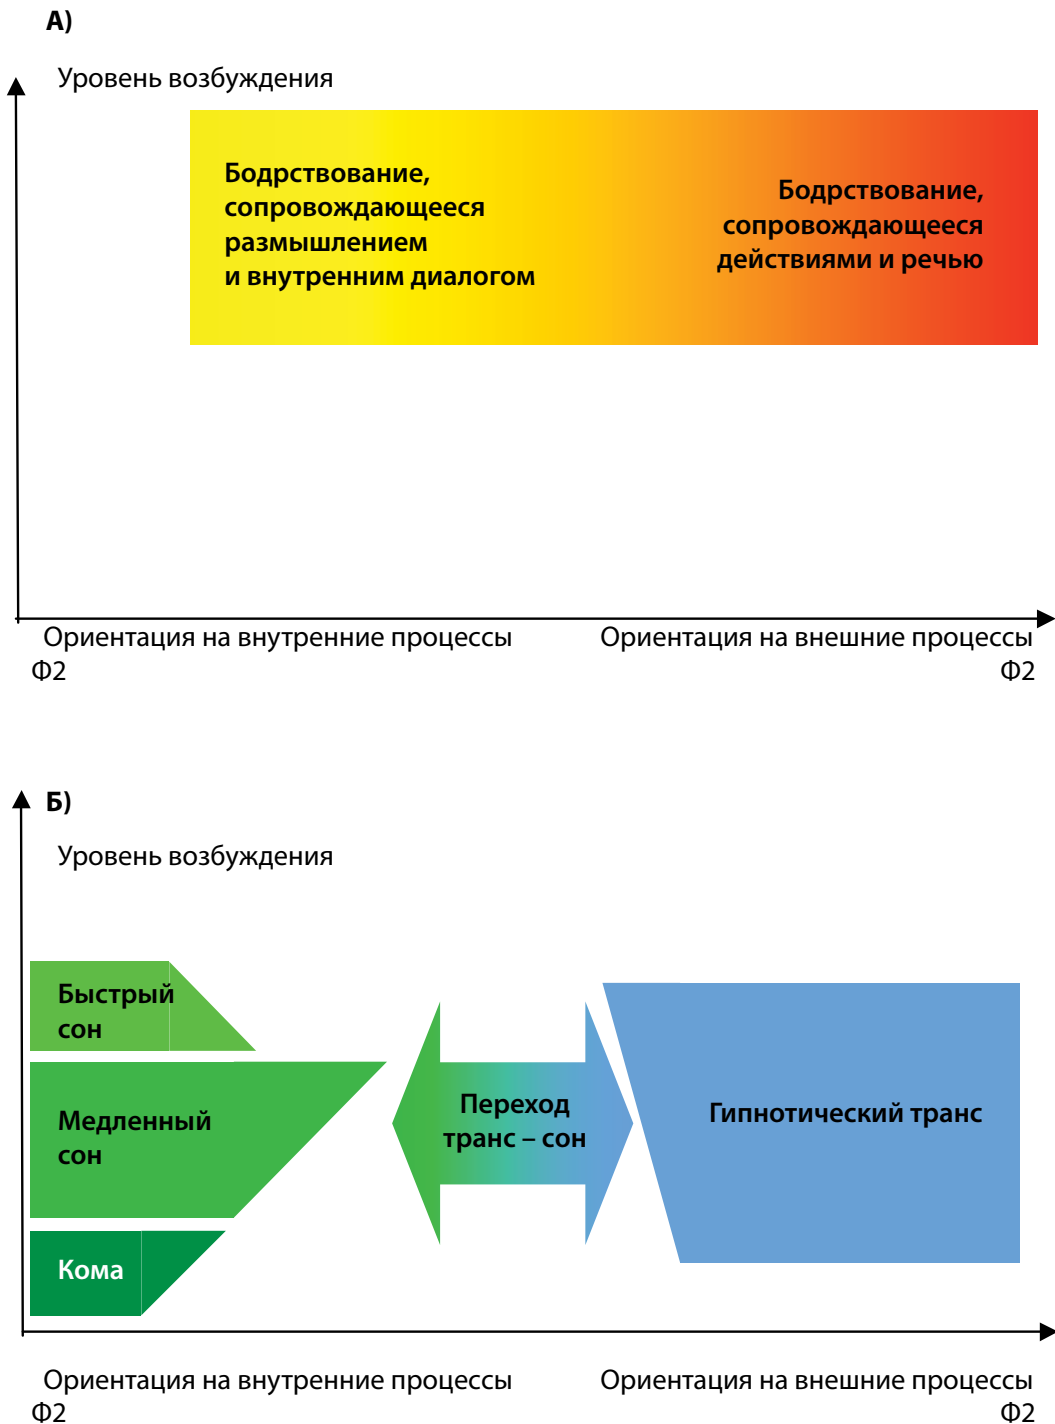 А)
Уровень возбуждения
Бодрствование,
сопровождающееся
размышлением
и внутренним диалогом
Бодрствование,
сопровождающееся
действиями и речью
Ориентация на внутренние процессы
Ф2
Ориентация на внешние процессы
Ф2
Б)
Уровень возбуждения
Быстрый
сон
Медленный
сон
Кома
Переход
транс – сон
Гипнотический транс
Ориентация на внутренние процессы
Ф2
Ориентация на внешние процессы
Ф2